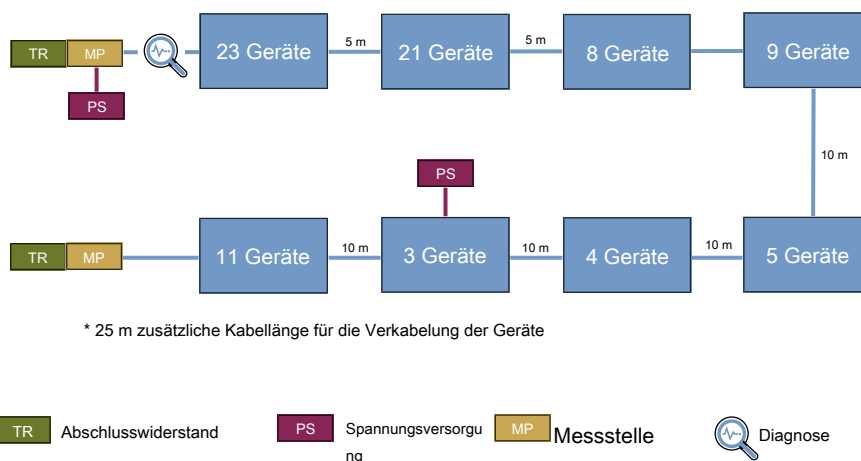 TR MP
PS
23 Geräte 5 m 21 Geräte 5 m 8 Geräte 9 Geräte
10 m
PS
TR MP 11 Geräte 10 m 3 Geräte 10 m 4 Geräte 10 m 5 Geräte
* 25 m zusätzliche Kabellänge für die Verkabelung der Geräte
TR Abschlusswiderstand PS Spannungsversorgu MP Messstelle Diagnose
ng